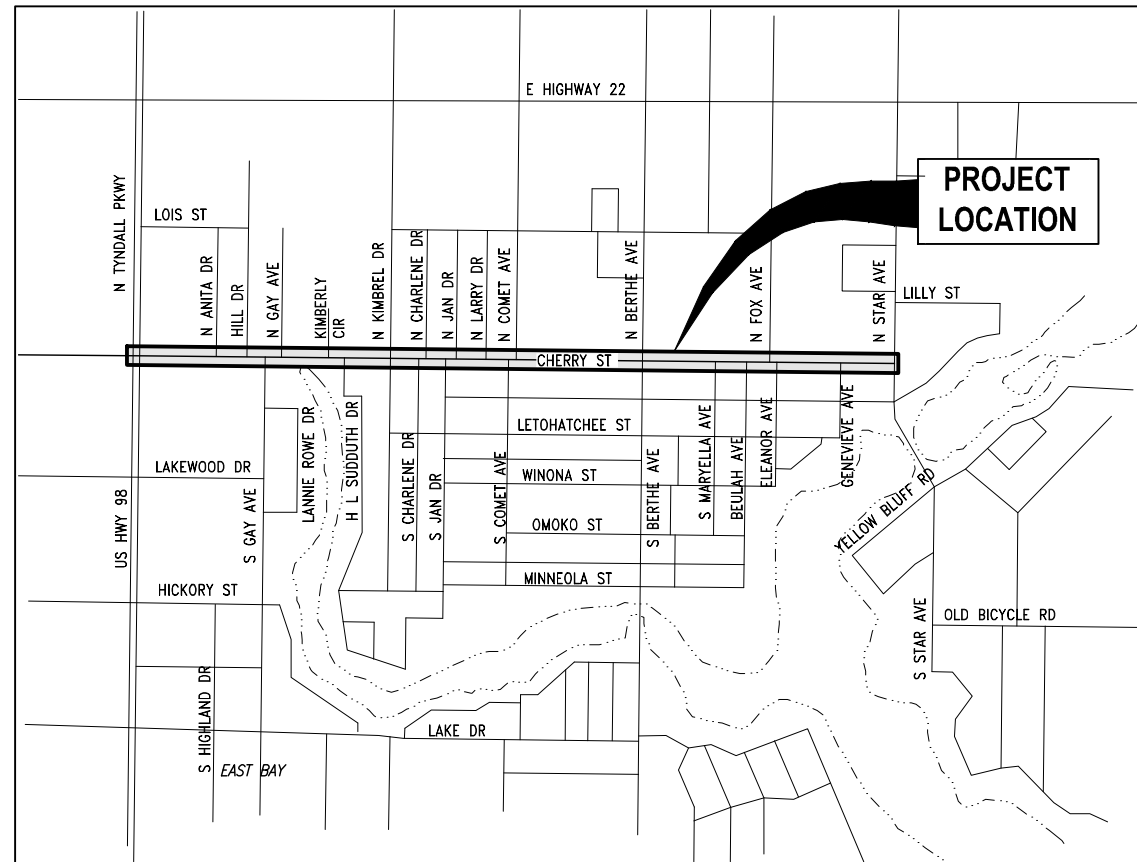 E HIGHWAY 22
PROJECT
LOCATION
N TYNDALL PKWY
LOIS ST
N ANITA DR
HILL DR
N GAY AVE
KIMBERLY
CIR
N KIMBREL DR
N CHARLENE DR
N JAN DR
N LARRY DR
N COMET AVE
N BERTHE AVE
N FOX AVE
N STAR AVE
LILLY ST
CHERRY ST
LANNIE ROWE DR
H L SUDDUTH DR
LETOHATCHEE ST
S MARYELLA AVE
BEULAH AVE
ELEANOR AVE
GENEVIEVE AVE
LAKEWOOD DR
WINONA ST
US HWY 98
S GAY AVE
S CHARLENE DR
S JAN DR
S COMET AVE
OMOKO ST
S BERTHE AVE
YELLOW BLUFF RD
HICKORY ST
MINNEOLA ST
S STAR AVE
OLD BICYCLE RD
S HIGHLAND DR
LAKE DR
EAST BAY